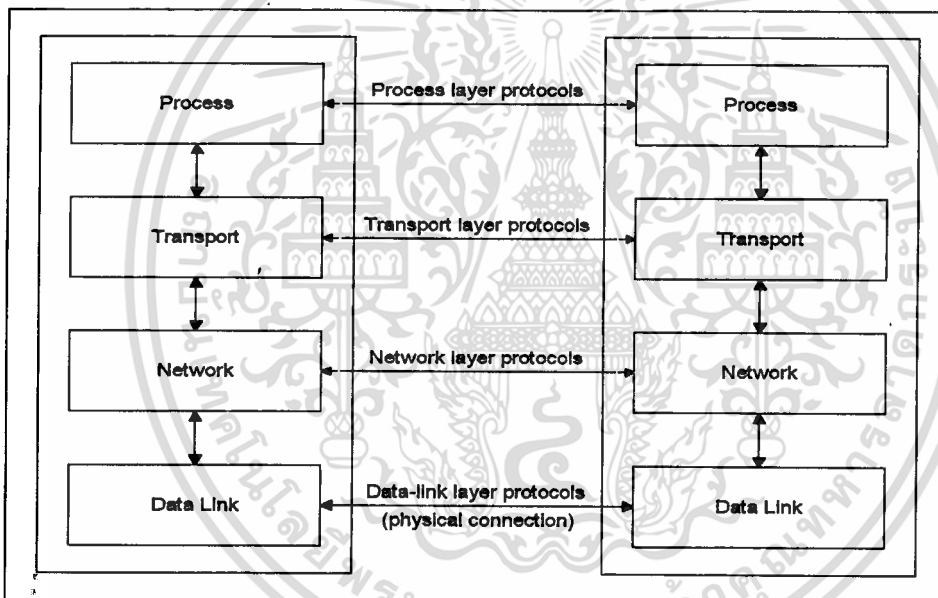 Process
Process layer protocols
Process
Transport
Transport layer protocols
Transport
Network
Network layer protocols
Network
Data Link
Data-link layer protocols
(physical connection)
Data Link